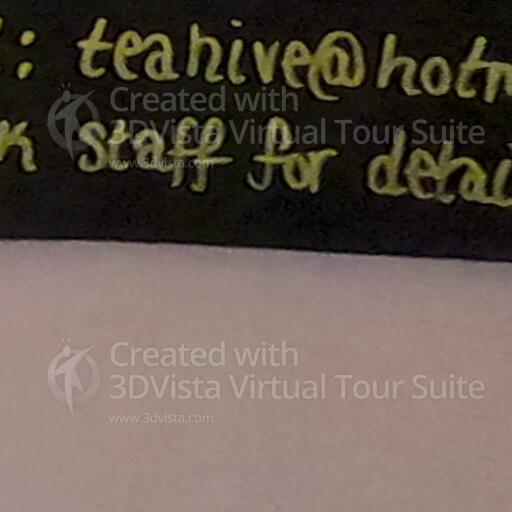 : teahive@hotm
k staff for detai
Created with
3DVista Virtual Tour Suite
www.3dvista.com
Created with
3DVista Virtual Tour Suite
www.3dvista.com